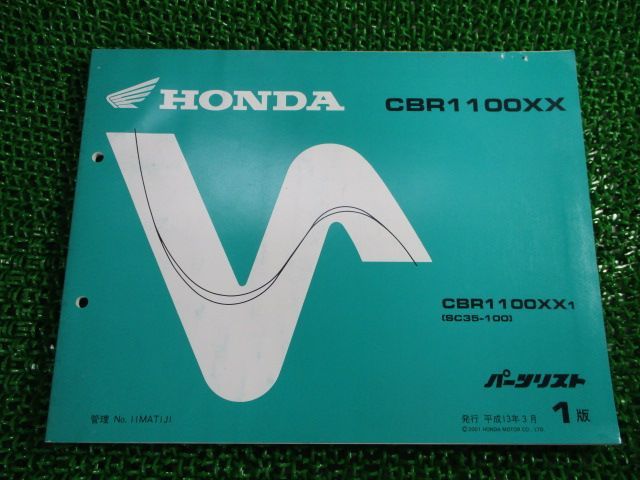 HONDA
CBR1100XX
CBR1100XX1
(SC35-100)
パーツリスト
管理 No. 11MAT1J1
発行 平成13年3月 1版
© 2001 HONDA MOTOR CO., LTD.